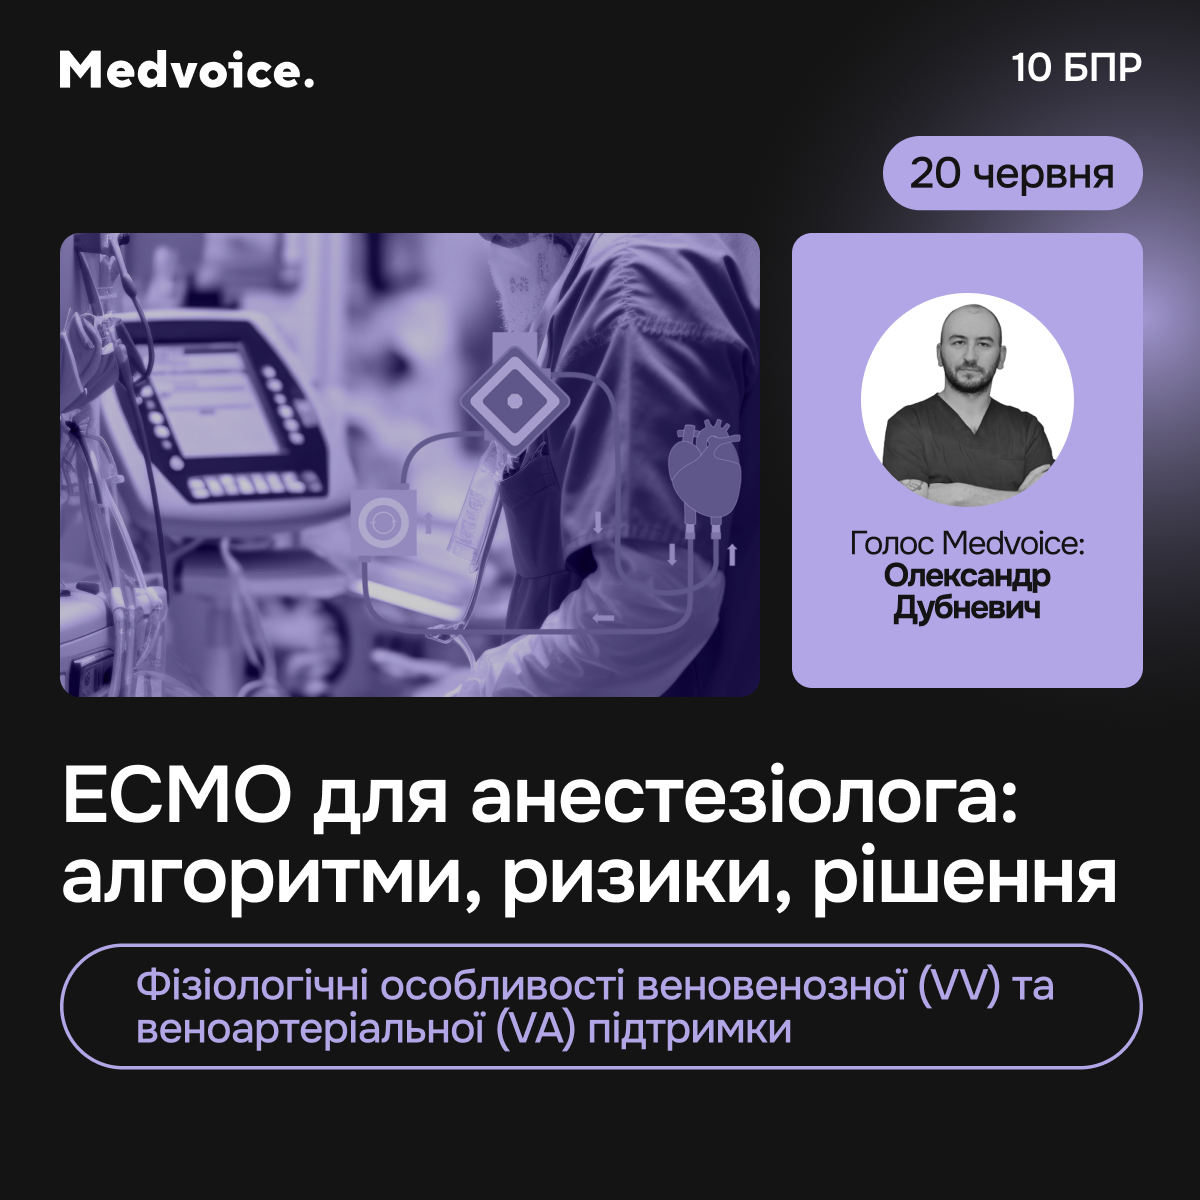 Medvoice.
10 БПР
20 червня
Голос Medvoice:
Олександр
Дубневич
ЕСМО для анестезіолога:
алгоритми, ризики, рішення
Фізіологічні особливості веновенозної (VV) та
веноартеріальної (VA) підтримки